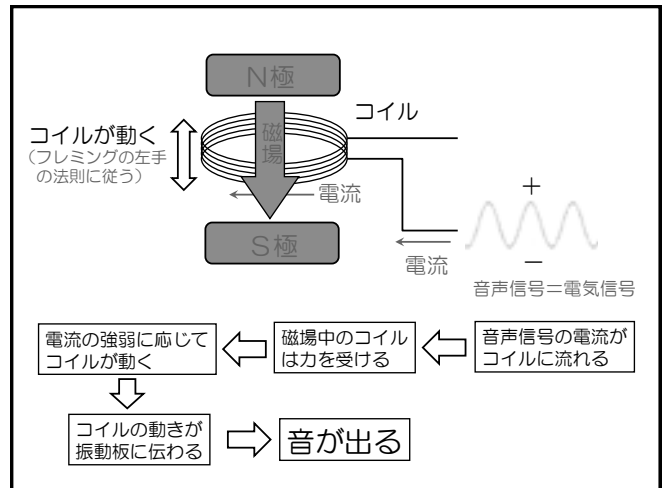 N極
コイル
磁場
コイルが動く
（フレミングの左手
の法則に従う）
電流
S極
電流
+
−
音声信号＝電気信号
音声信号の電流が
コイルに流れる
磁場中のコイル
は力を受ける
電流の強弱に応じて
コイルが動く
コイルの動きが
振動板に伝わる
音が出る